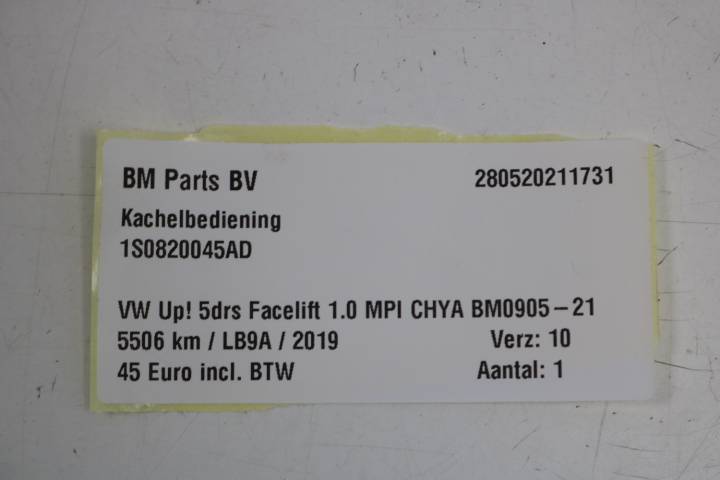 BM Parts BV 280520211731
Kachelbediening
1S0820045AD
VW Up! 5drs Facelift 1.0 MPI CHYA BM0905-21
5506 km / LB9A / 2019 Verz: 10
45 Euro incl. BTW Aantal: 1